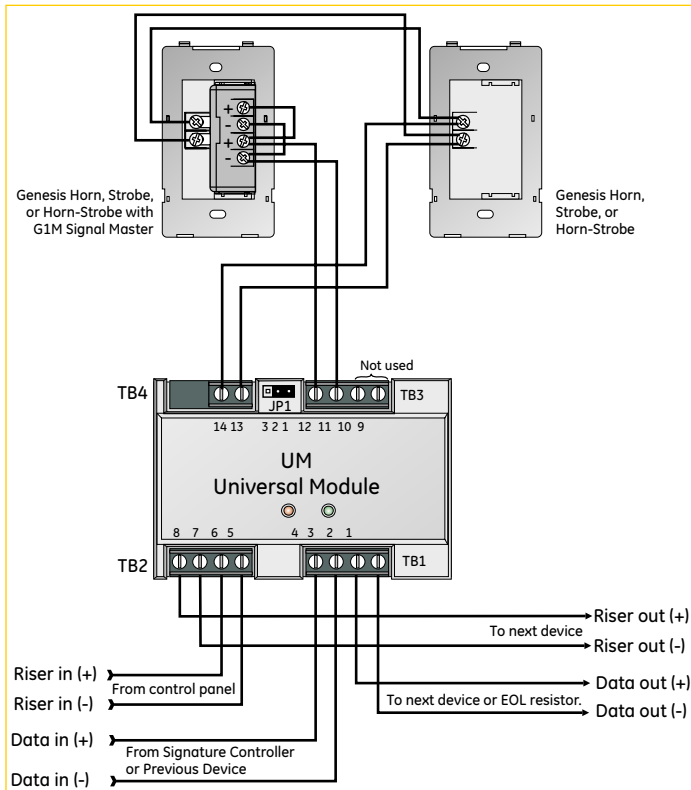 +
-
+
-
Genesis Horn, Strobe,
or Horn-Strobe with
G1M Signal Master
Genesis Horn,
Strobe, or
Horn-Strobe
Not used
TB4
JP1
TB3
14 13 3 2 1 12 11 10 9
UM
Universal Module
8 7 6 5 4 3 2 1
TB2
TB1
Riser out (+)
To next device
Riser out (-)
Riser in (+)
From control panel
Data out (+)
Riser in (-)
To next device or EOL resistor.
Data out (-)
Data in (+)
From Signature Controller
or Previous Device
Data in (-)